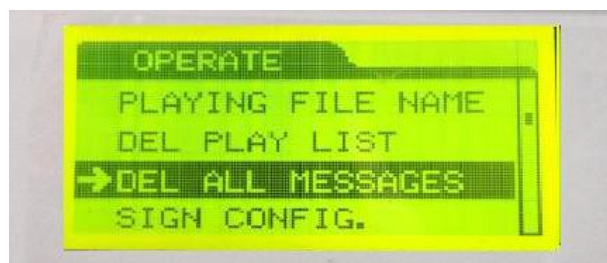 OPERATE
PLAYING FILE NAME
DEL PLAY LIST
DEL ALL MESSAGES
SIGN CONFIG.